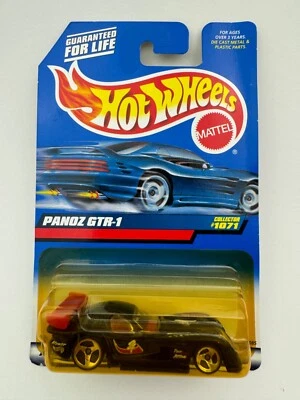 GUARANTEED
FOR LIFE
FOR AGES
OVER 3 YEARS
DIE CAST METAL &
PLASTIC PARTS
HOT WHEELS
MATTEL
PANOZ GTR-1
COLLECTOR
#1071